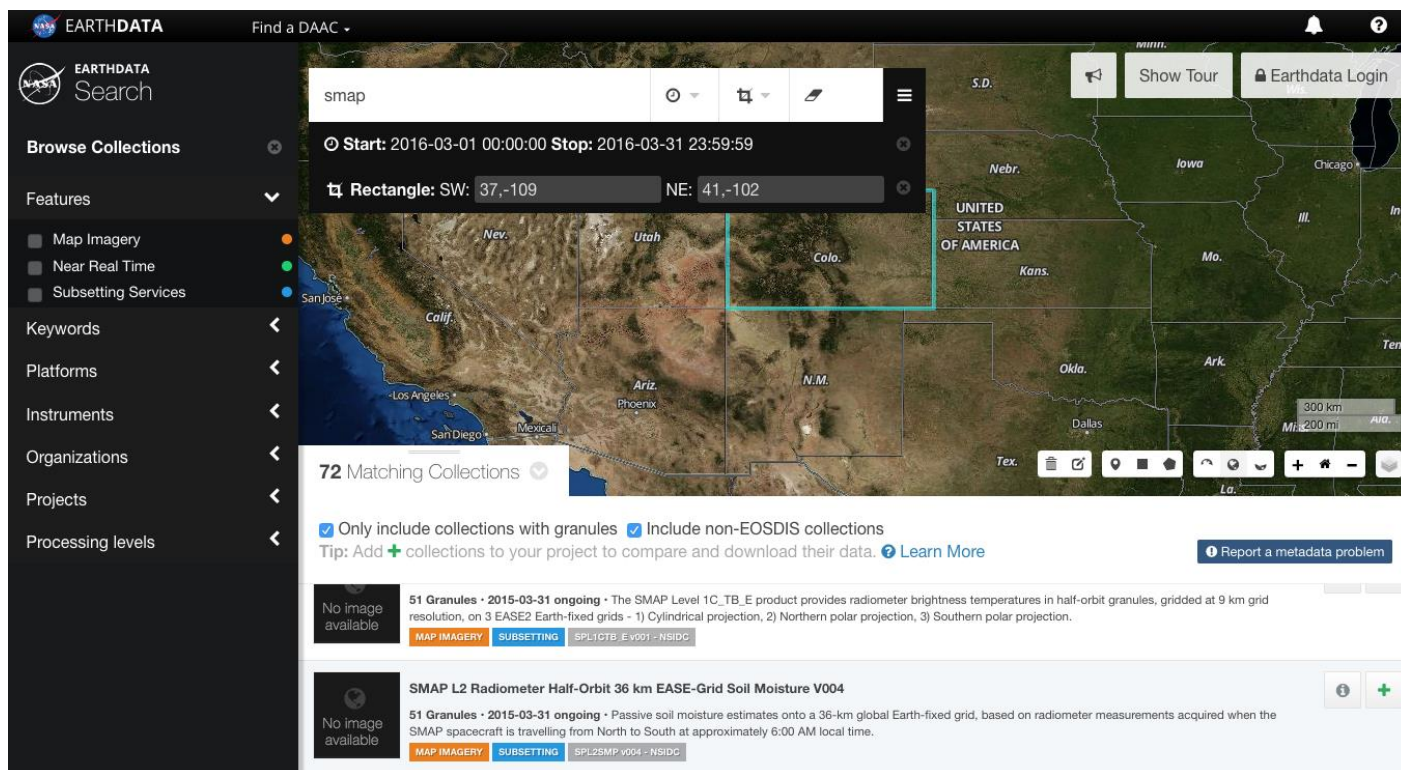 NASA EARTHDATA Find a DAAC
NASA
EARTHDATA
Search
smap
Show Tour
Earthdata Login
Start: 2016-03-01 00:00:00 Stop: 2016-03-31 23:59:59
Rectangle: SW: 37,-109 NE: 41,-102
Browse Collections
Features
Map Imagery
Near Real Time
Subsetting Services
Keywords
Platforms
Instruments
Organizations
Projects
Processing levels
Minn.
S.D.
Wis.
Nebr.
Iowa
Chicago
UNITED
STATES
OF AMERICA
Ill.
In
Nev.
Utah
Colo.
Kans.
Mo.
San Jose
Calif.
Ten
Ariz.
N.M.
Okla.
Ark.
Los Angeles
Phoenix
300 km
200 mi
San Diego
Mexicali
Dallas
Ala.
Tex.
La.
72 Matching Collections
Only include collections with granules Include non-EOSDIS collections
Tip: Add + collections to your project to compare and download their data. Learn More
Report a metadata problem
No image
available
51 Granules • 2015-03-31 ongoing • The SMAP Level 1C_TB_E product provides radiometer brightness temperatures in half-orbit granules, gridded at 9 km grid
resolution, on 3 EASE2 Earth-fixed grids - 1) Cylindrical projection, 2) Northern polar projection, 3) Southern polar projection.
MAP IMAGERY SUBSETTING SPL1CTB_E v001 - NSIDC
SMAP L2 Radiometer Half-Orbit 36 km EASE-Grid Soil Moisture V004
No image
available
51 Granules • 2015-03-31 ongoing • Passive soil moisture estimates onto a 36-km global Earth-fixed grid, based on radiometer measurements acquired when the
SMAP spacecraft is travelling from North to South at approximately 6:00 AM local time.
MAP IMAGERY SUBSETTING SPL2SMP v004 - NSIDC